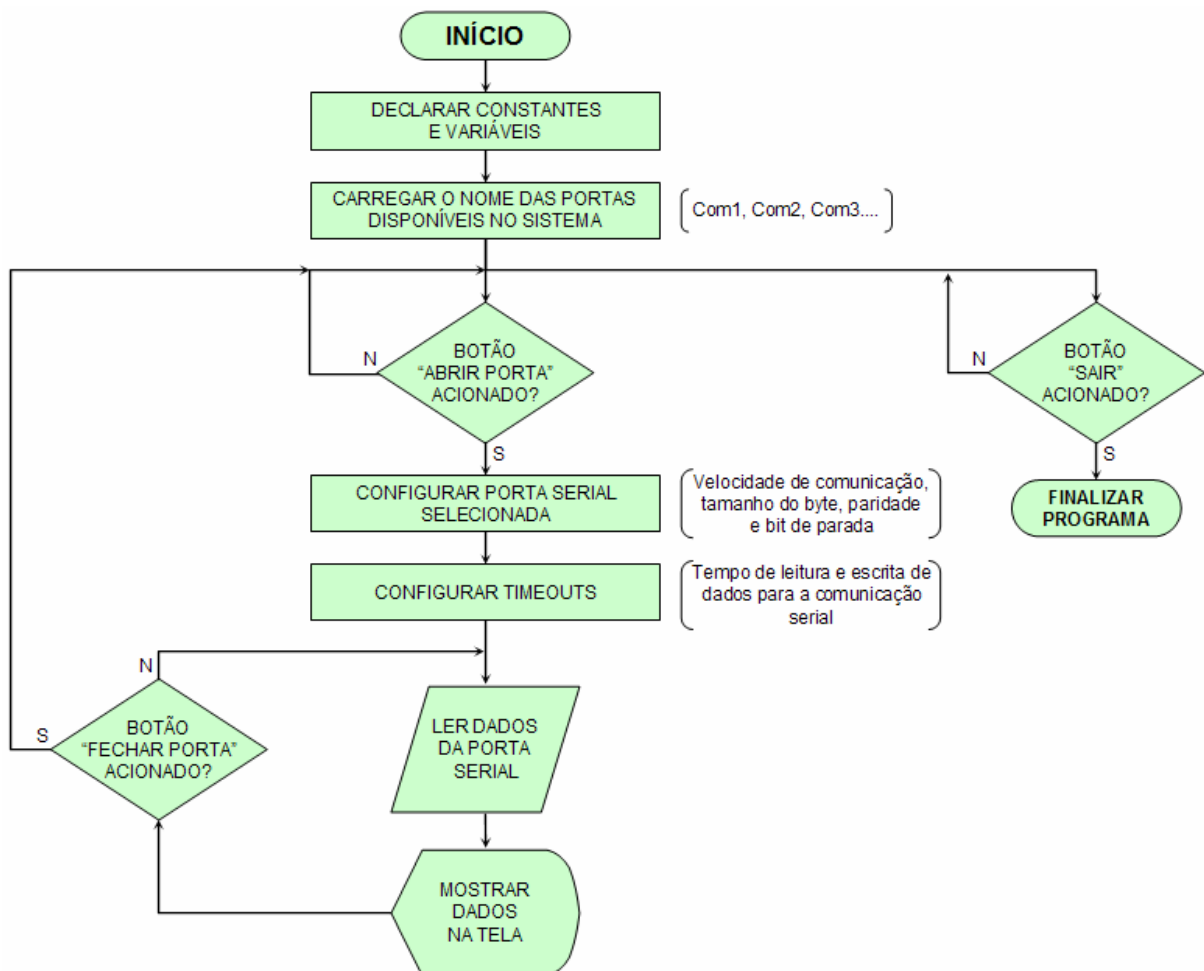 INÍCIO
DECLARAR CONSTANTES
E VARIÁVEIS
CARREGAR O NOME DAS PORTAS
DISPONÍVEIS NO SISTEMA
Com1, Com2, Com3....
N
BOTÃO
“ABRIR PORTA”
ACIONADO?
S
N
BOTÃO
“SAIR”
ACIONADO?
S
CONFIGURAR PORTA SERIAL
SELECIONADA
Velocidade de comunicação,
tamanho do byte, paridade
e bit de parada
FINALIZAR
PROGRAMA
CONFIGURAR TIMEOUTS
Tempo de leitura e escrita de
dados para a comunicação
serial
N
S
BOTÃO
“FECHAR PORTA”
ACIONADO?
LER DADOS
DA PORTA
SERIAL
MOSTRAR
DADOS
NA TELA